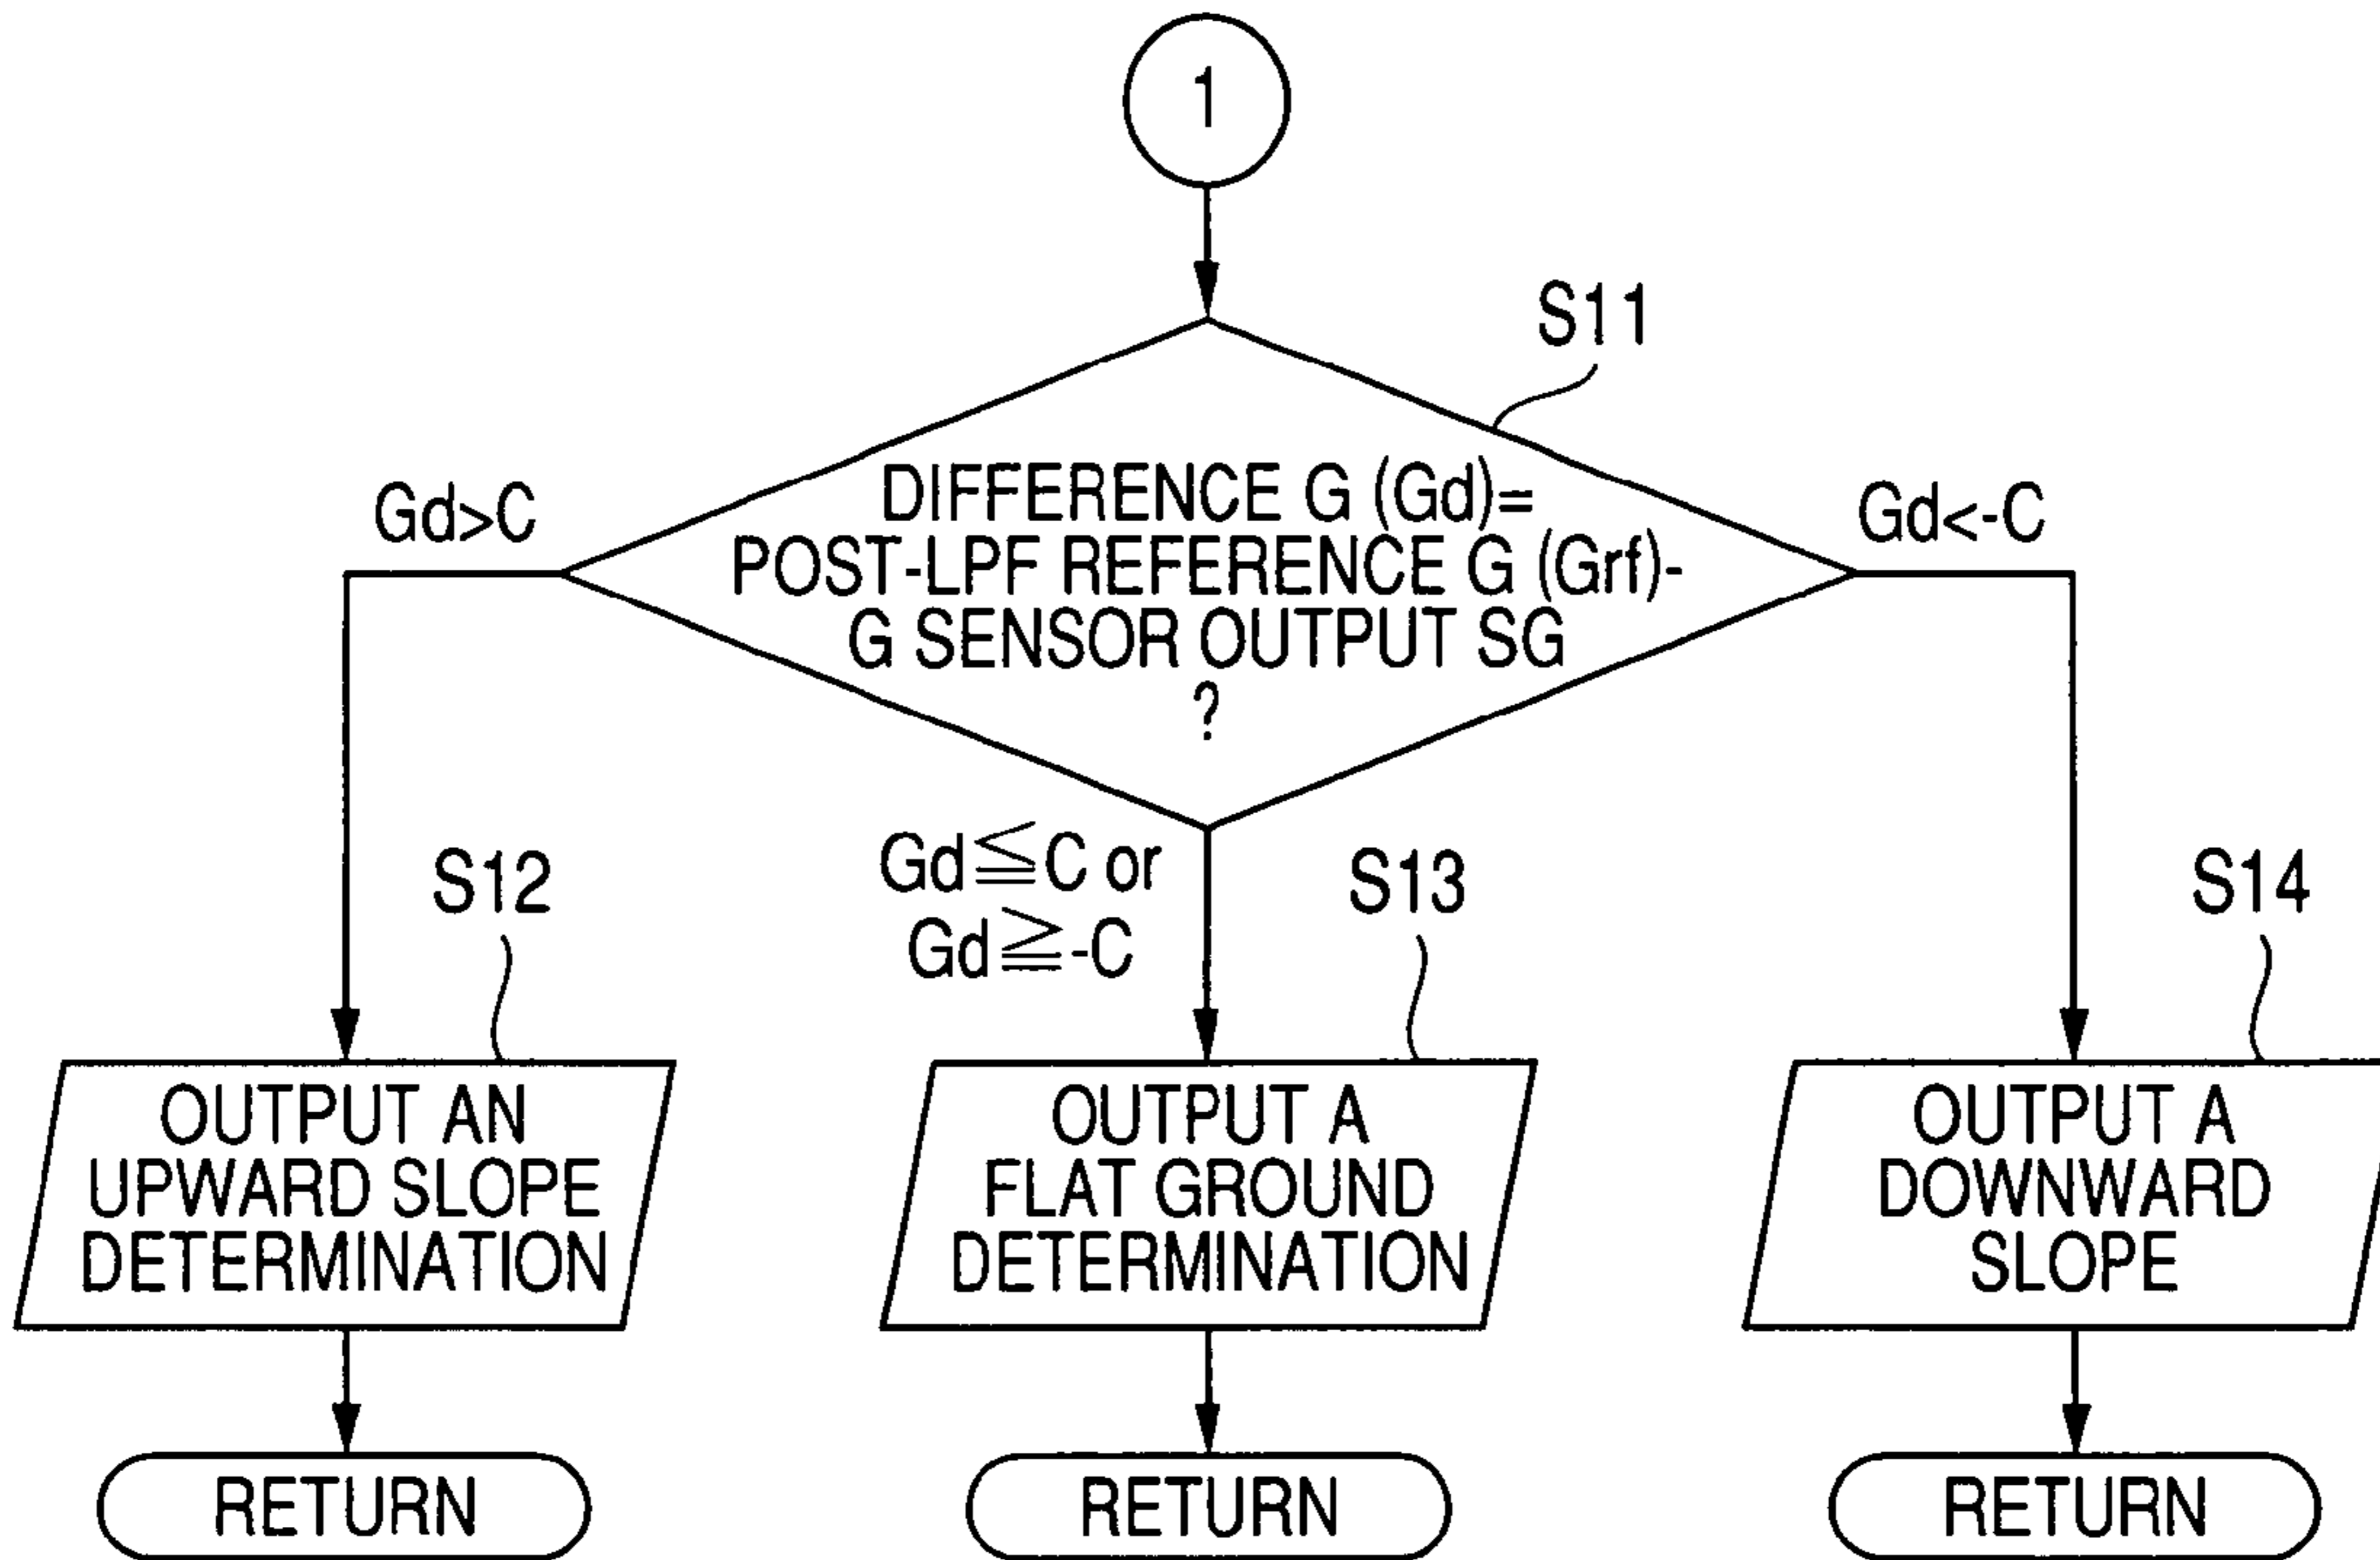 1
S11
DIFFERENCE G (Gd)=
POST-LPF REFERENCE G (Grf)-
G SENSOR OUTPUT SG
?
Gd>C
Gd<-C
Gd≦C or
Gd≧-C
S12
S13
S14
OUTPUT AN
UPWARD SLOPE
DETERMINATION
OUTPUT A
FLAT GROUND
DETERMINATION
OUTPUT A
DOWNWARD
SLOPE
RETURN
RETURN
RETURN